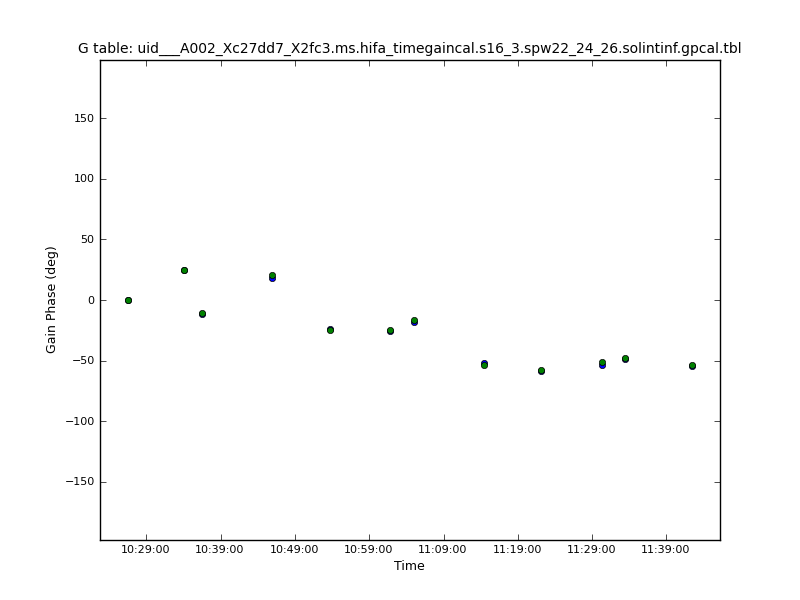 G table: uid___A002_Xc27dd7_X2fc3.ms.hifa_timegaincal.s16_3.spw22_24_26.solintinf.gpcal.tbl
150
100
50
0
−50
−100
−150
Gain Phase (deg)
10:29:00 10:39:00 10:49:00 10:59:00 11:09:00 11:19:00 11:29:00 11:39:00
Time